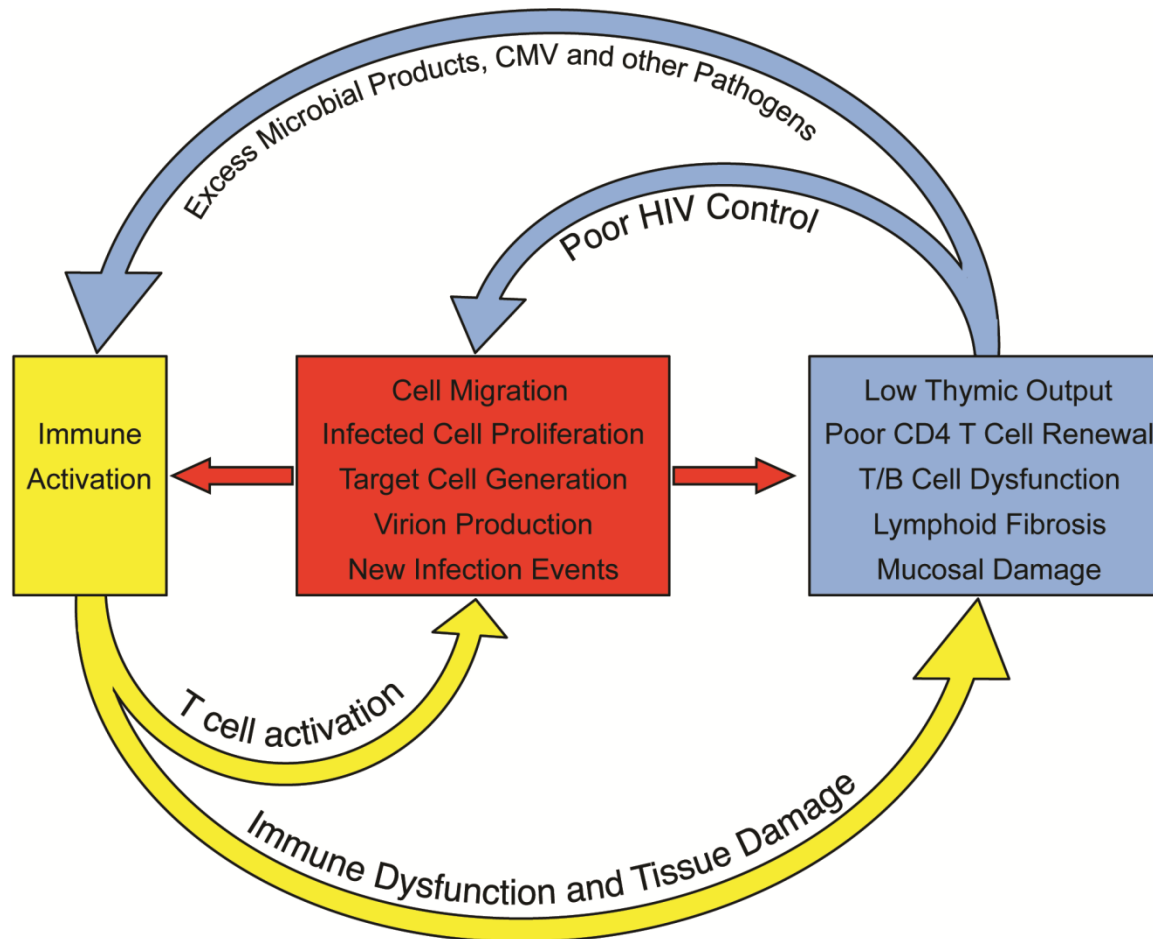 Excess Microbial Products, CMV and other Pathogens
Poor HIV Control
Immune
Activation
Cell Migration
Infected Cell Proliferation
Target Cell Generation
Virion Production
New Infection Events
Low Thymic Output
Poor CD4 T Cell Renewal
T/B Cell Dysfunction
Lymphoid Fibrosis
Mucosal Damage
T cell activation
Immune Dysfunction and Tissue Damage